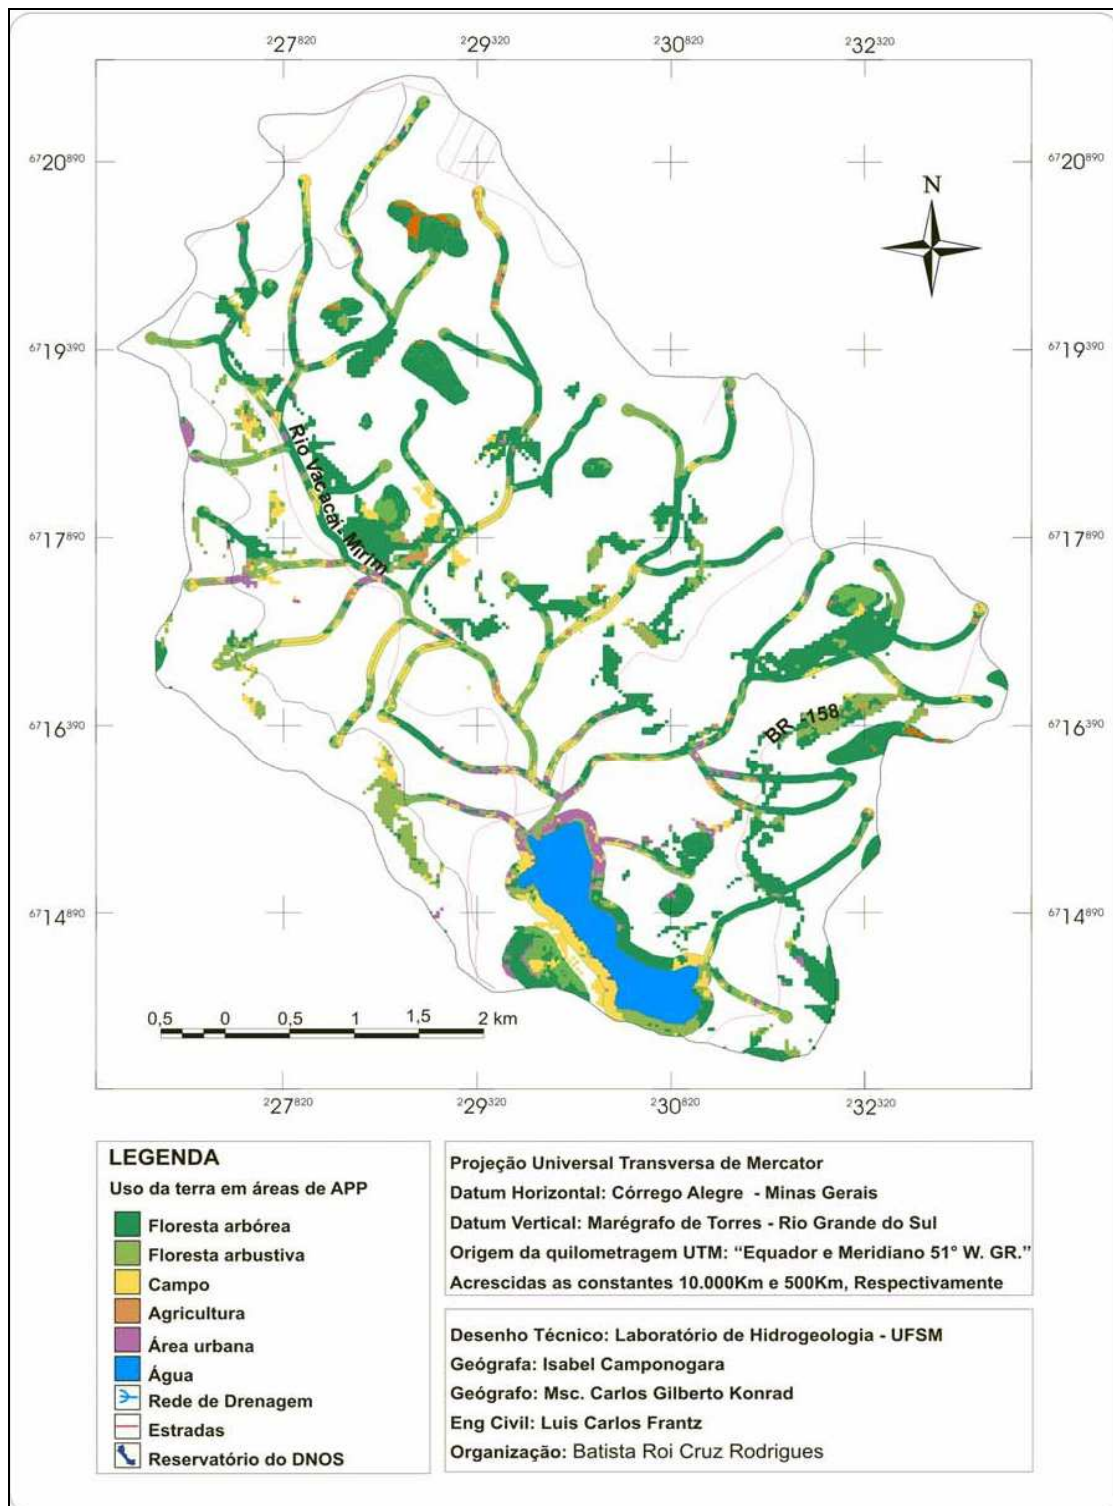 227820 229320 230820 232320
6720890 6720890
N
6719390 6719390
Rio Vacacaí- Mirim
6717890 6717890
6716390 6716390
BR -158
6714890 6714890
0,5 0 0,5 1 1,5 2 km
227820 229320 230820 232320
LEGENDA
Uso da terra em áreas de APP
Floresta arbórea
Floresta arbustiva
Campo
Agricultura
Área urbana
Água
Rede de Drenagem
Estradas
Reservatório do DNOS
Projeção Universal Transversa de Mercator
Datum Horizontal: Córrego Alegre - Minas Gerais
Datum Vertical: Marégrafo de Torres - Rio Grande do Sul
Origem da quilometragem UTM: “Equador e Meridiano 51° W. GR.”
Acrescidas as constantes 10.000Km e 500Km, Respectivamente
Desenho Técnico: Laboratório de Hidrogeologia - UFSM
Geógrafa: Isabel Camponogara
Geógrafo: Msc. Carlos Gilberto Konrad
Eng Civil: Luis Carlos Frantz
Organização: Batista Roi Cruz Rodrigues